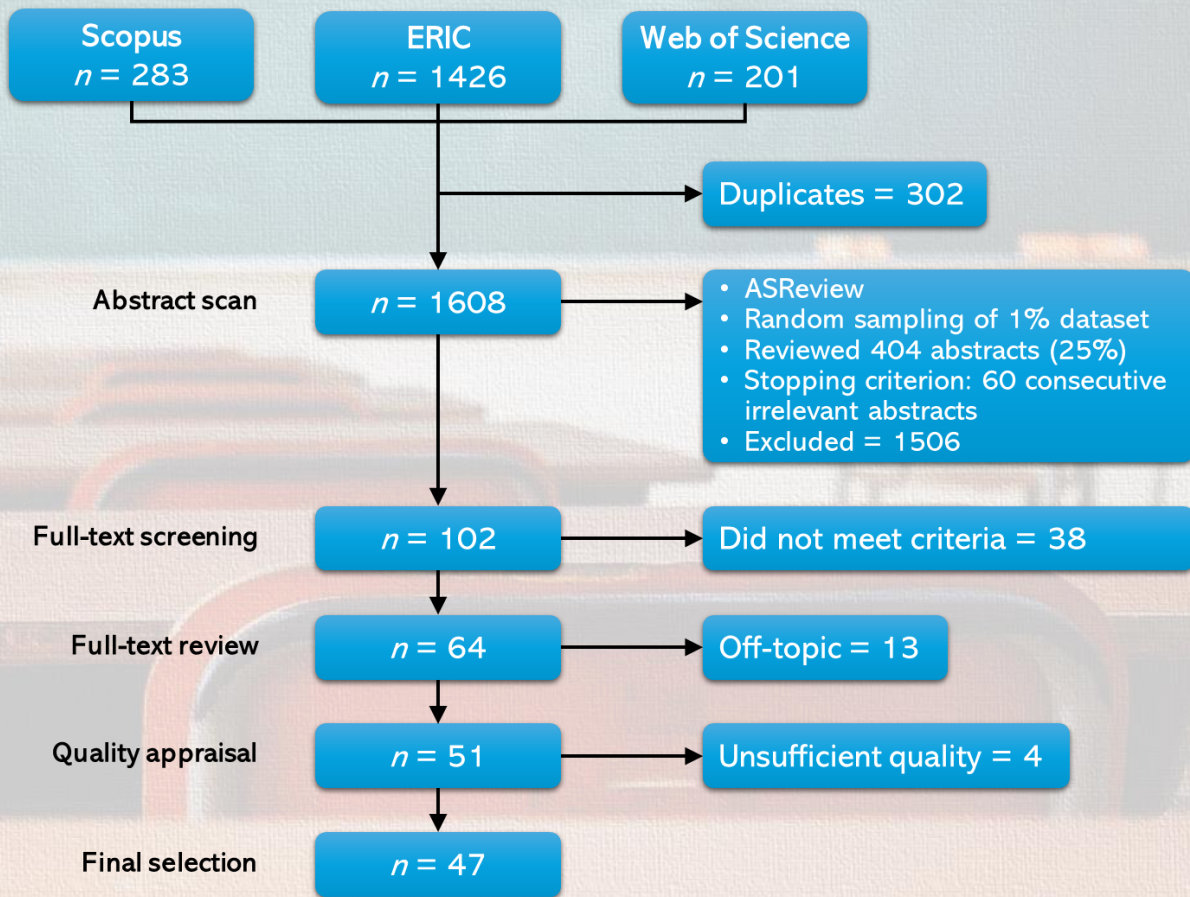 Scopus
n = 283
ERIC
n = 1426
Web of Science
n = 201
Duplicates = 302
Abstract scan
n = 1608
• ASReview
• Random sampling of 1% dataset
• Reviewed 404 abstracts (25%)
• Stopping criterion: 60 consecutive
irrelevant abstracts
• Excluded = 1506
Full-text screening
n = 102
Did not meet criteria = 38
Full-text review
n = 64
Off-topic = 13
Quality appraisal
n = 51
Unsufficient quality = 4
Final selection
n = 47